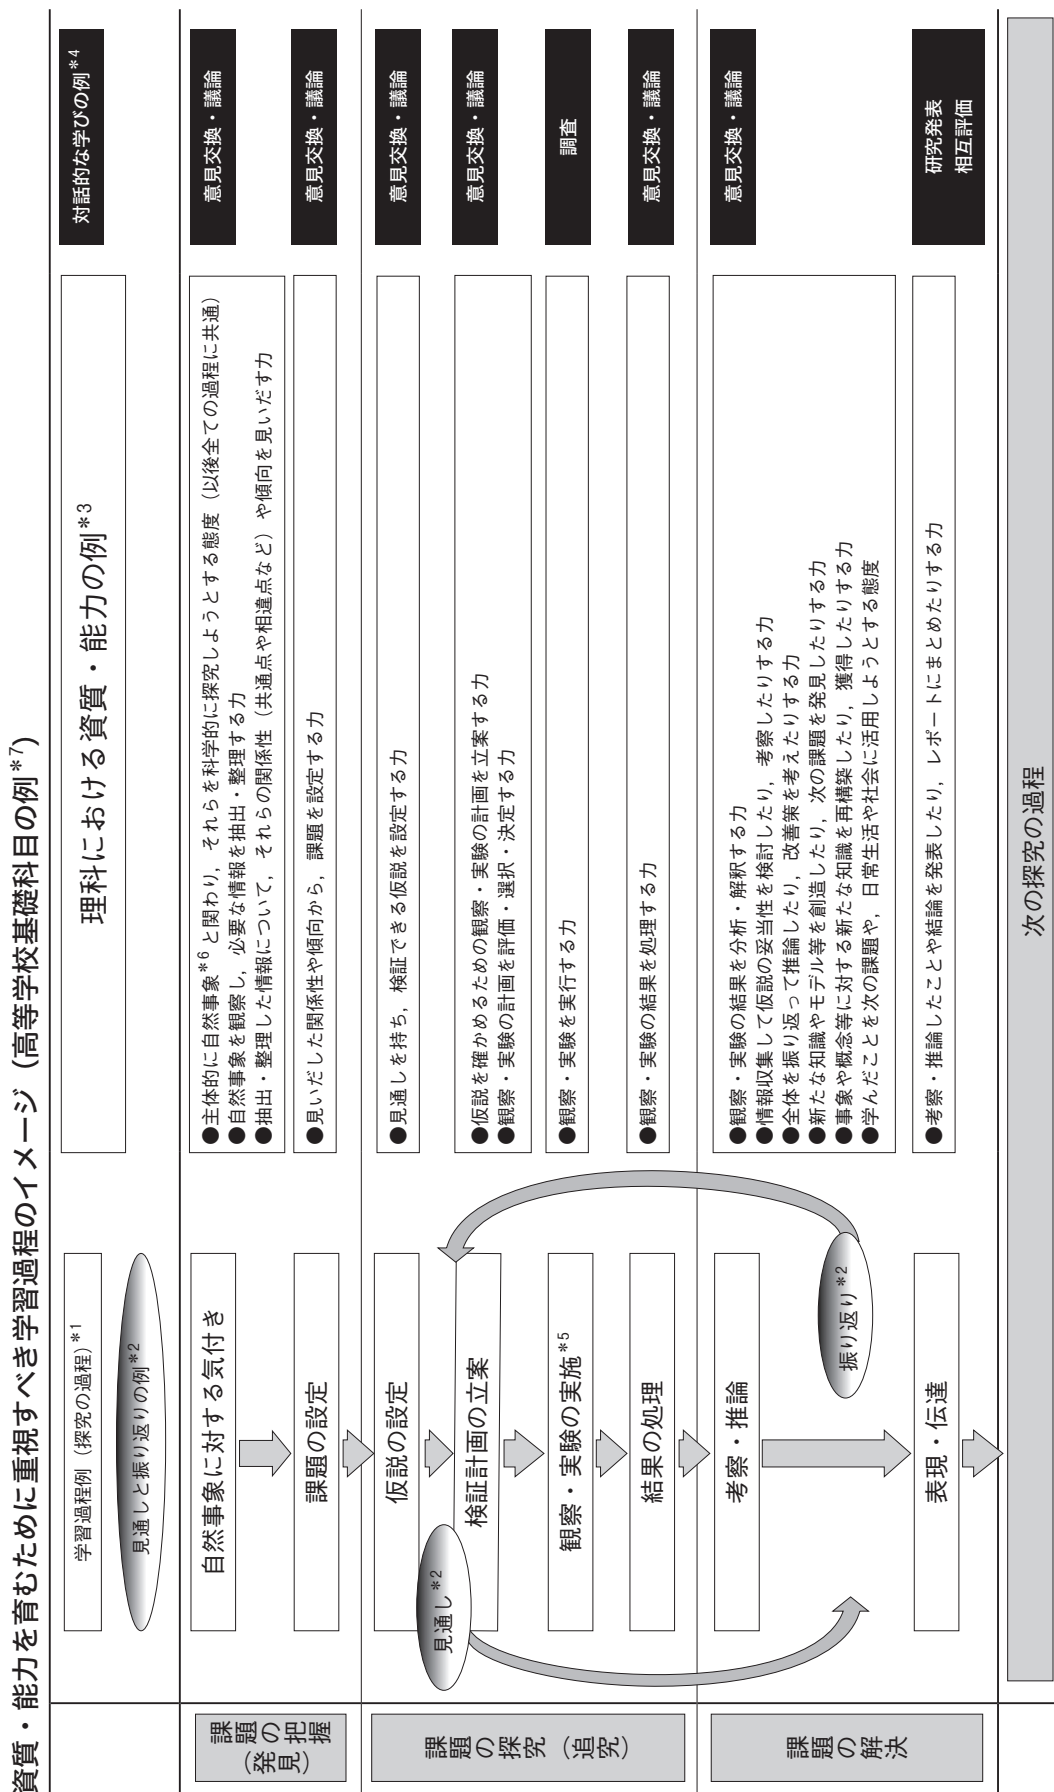 資質・能力を育むために重視すべき学習過程のイメージ（高等学校基礎科目の例*7）
学習過程例（探究の過程）*1
見通しと振り返りの例*2
理科における資質・能力の例*3
対話的な学びの例*4
課題の把握（発見）
自然事象に対する気付き
●主体的に自然事象*6と関わり，それらを科学的に探究しようとする態度（以後全ての過程に共通）
●自然事象を観察し，必要な情報を抽出・整理する力
●抽出・整理した情報について，それらの関係性（共通点や相違点など）や傾向を見いだす力
意見交換・議論
課題の設定
●見いだした関係性や傾向から，課題を設定する力
意見交換・議論
課題の探究（追究）
仮説の設定
●見通しを持ち，検証できる仮説を設定する力
意見交換・議論
見通し*2
検証計画の立案
●仮説を確かめるための観察・実験の計画を立案する力
●観察・実験の計画を評価・選択・決定する力
意見交換・議論
観察・実験の実施*5
●観察・実験を実行する力
調査
結果の処理
●観察・実験の結果を処理する力
意見交換・議論
課題の解決
考察・推論
●観察・実験の結果を分析・解釈する力
●情報収集して仮説の妥当性を検討したり，考察したりする力
●全体を振り返って推論したり，改善策を考えたりする力
●新たな知識やモデル等を創造したり，次の課題を発見したりする力
●事象や概念等に対する新たな知識を再構築したり，獲得したりする力
●学んだことを次の課題や，日常生活や社会に活用しようとする態度
意見交換・議論
振り返り*2
表現・伝達
●考察・推論したことや結論を発表したり，レポートにまとめたりする力
研究発表
相互評価
次の探究の過程